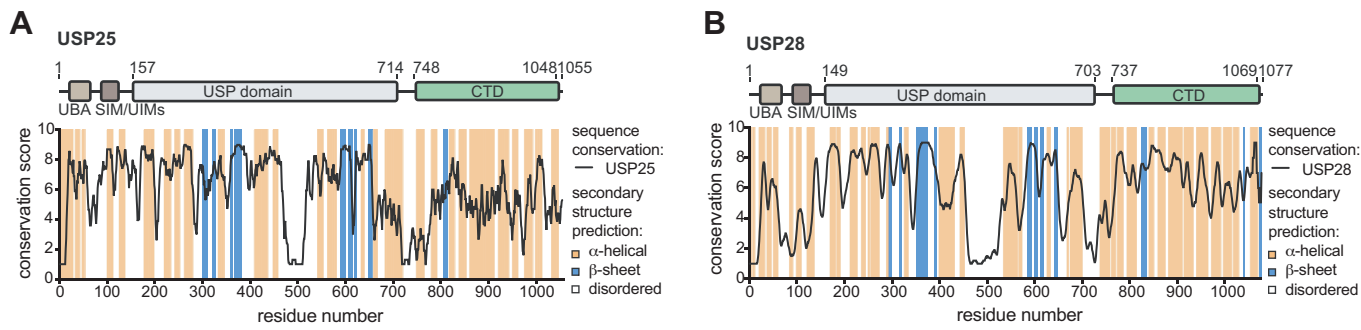 A
USP25
1 157 714 748 1048 1055
USP domain CTD
UBA SIM/UIMs
10
8
6
4
2
0
conservation score
0 100 200 300 400 500 600 700 800 900 1000
residue number
sequence
conservation:
USP25
secondary
structure
prediction:
α-helical
β-sheet
disordered
B
USP28
1 149 703 737 1069 1077
USP domain CTD
UBA SIM/UIMs
10
8
6
4
2
0
conservation score
0 100 200 300 400 500 600 700 800 900 1000
residue number
sequence
conservation:
USP28
secondary
structure
prediction:
α-helical
β-sheet
disordered